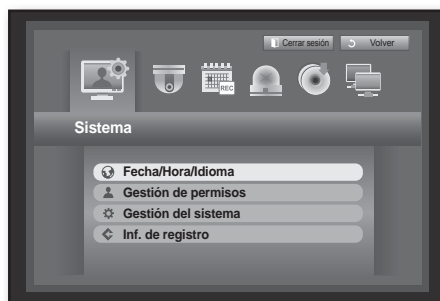 Cerrar sesión
Volver
REC
Sistema
Fecha/Hora/Idioma
Gestión de permisos
Gestión del sistema
Inf. de registro